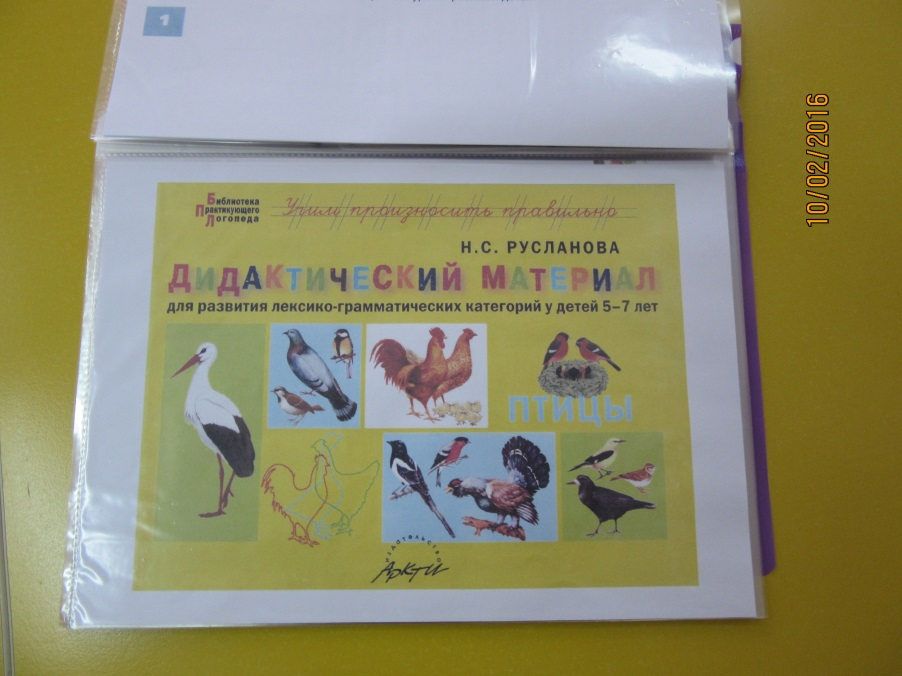 1
Библиотека
Практикующего
Логопеда
Учим произносить правильно
Н.С. РУСЛАНОВА
ДИДАКТИЧЕСКИЙ МАТЕРИАЛ
для развития лексико-грамматических категорий у детей 5–7 лет
ПТИЦЫ
ИЗДАТЕЛЬСТВО
АРКТИ
10/02/2016